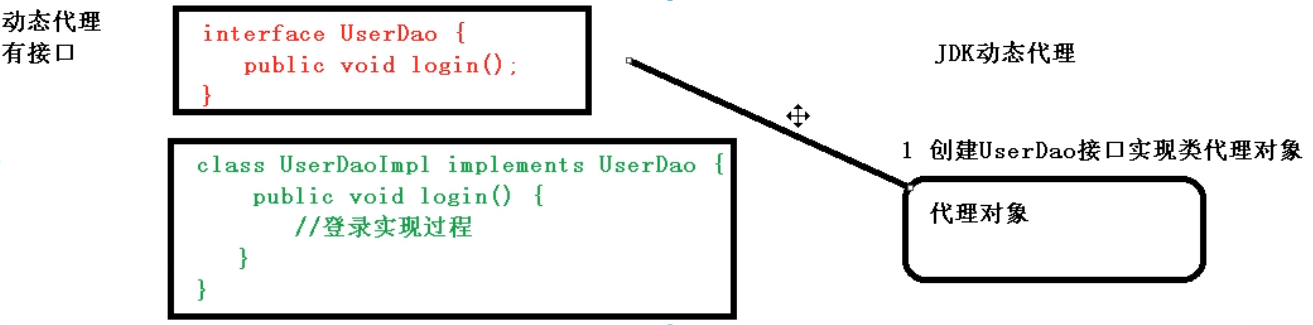 动态代理
有接口
interface UserDao {
public void login();
}
JDK动态代理
class UserDaoImpl implements UserDao {
public void login() {
//登录实现过程
}
}
1 创建UserDao接口实现类代理对象
代理对象